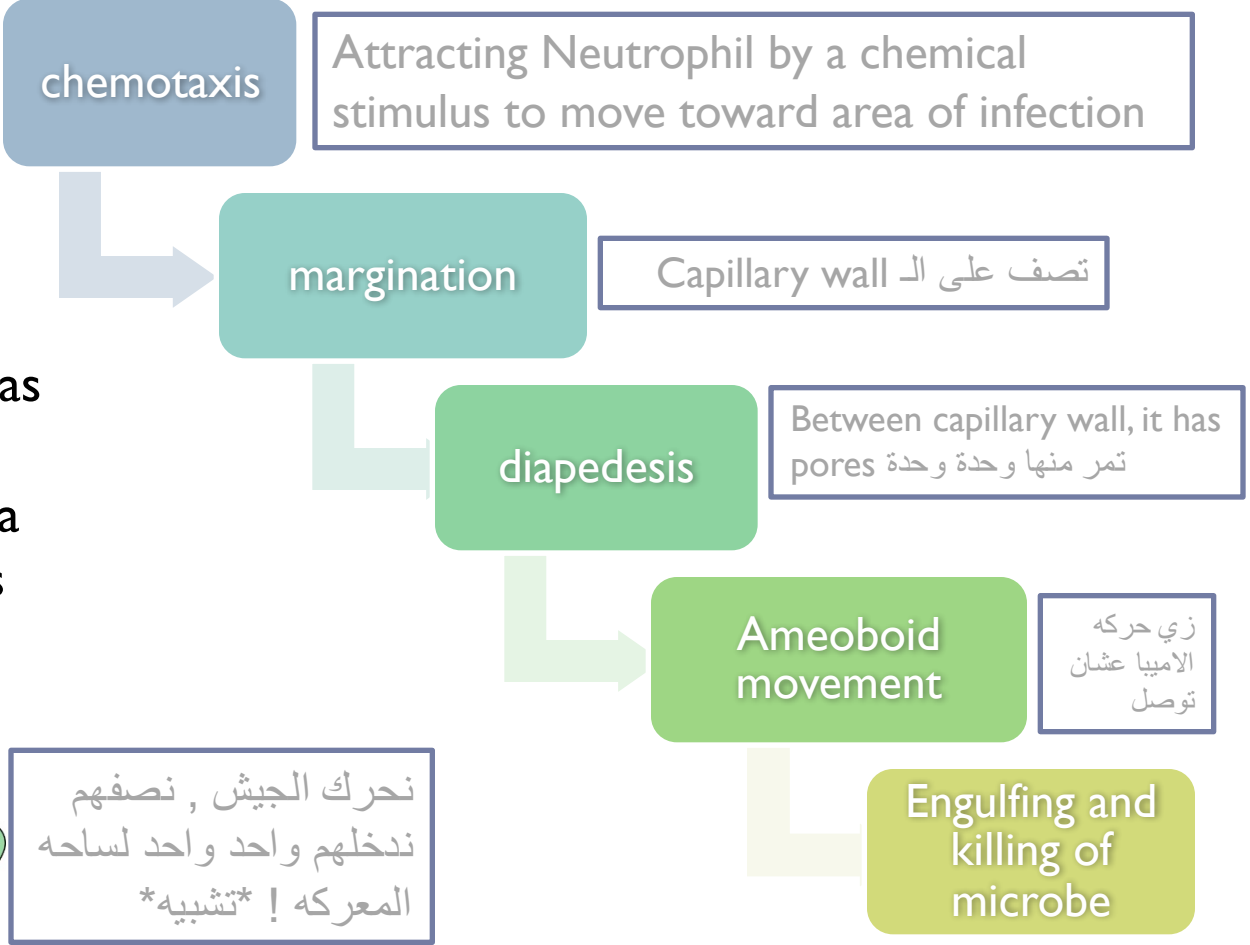 chemotaxis
Attracting Neutrophil by a chemical
stimulus to move toward area of infection
margination
تصف على الـ Capillary wall
as
a
s
diapedesis
Between capillary wall, it has
pores تمر منها وحدة وحدة
Ameoboid
movement
زي حركه
الاميبا عشان
توصل
نحرك الجيش , نصفهم
ندخلهم واحد واحد لساحه
المعركه ! *تشبيه*
Engulfing and
killing of
microbe